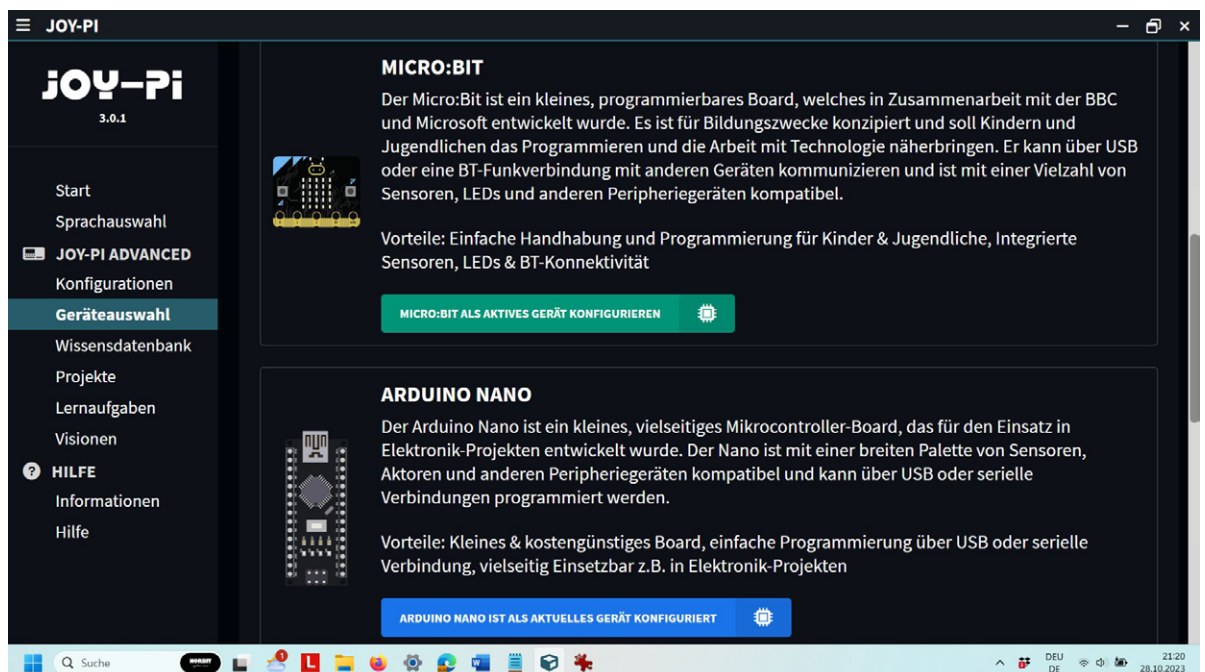 JOY-PI
JOY-Pi
3.0.1
Start
Sprachauswahl
JOY-PI ADVANCED
Konfigurationen
Geräteauswahl
Wissensdatenbank
Projekte
Lernaufgaben
Visionen
? HILFE
Informationen
Hilfe
MICRO:BIT
Der Micro:Bit ist ein kleines, programmierbares Board, welches in Zusammenarbeit mit der BBC
und Microsoft entwickelt wurde. Es ist für Bildungszwecke konzipiert und soll Kindern und
Jugendlichen das Programmieren und die Arbeit mit Technologie näherbringen. Er kann über USB
oder eine BT-Funkverbindung mit anderen Geräten kommunizieren und ist mit einer Vielzahl von
Sensoren, LEDs und anderen Peripheriegeräten kompatibel.
Vorteile: Einfache Handhabung und Programmierung für Kinder & Jugendliche, Integrierte
Sensoren, LEDs & BT-Konnektivität
MICRO:BIT ALS AKTIVES GERÄT KONFIGURIEREN
ARDUINO NANO
Der Arduino Nano ist ein kleines, vielseitiges Mikrocontroller-Board, das für den Einsatz in
Elektronik-Projekten entwickelt wurde. Der Nano ist mit einer breiten Palette von Sensoren,
Aktoren und anderen Peripheriegeräten kompatibel und kann über USB oder serielle
Verbindungen programmiert werden.
Vorteile: Kleines & kostengünstiges Board, einfache Programmierung über USB oder serielle
Verbindung, vielseitig Einsetzbar z.B. in Elektronik-Projekten
ARDUINO NANO IST ALS AKTUELLES GERÄT KONFIGURIERT
Suche
L
DEU
DE
21:20
28.10.2023